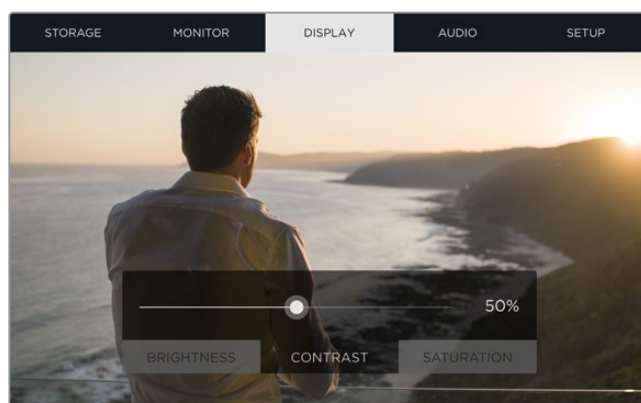 STORAGE MONITOR DISPLAY AUDIO SETUP
50%
BRIGHTNESS CONTRAST SATURATION